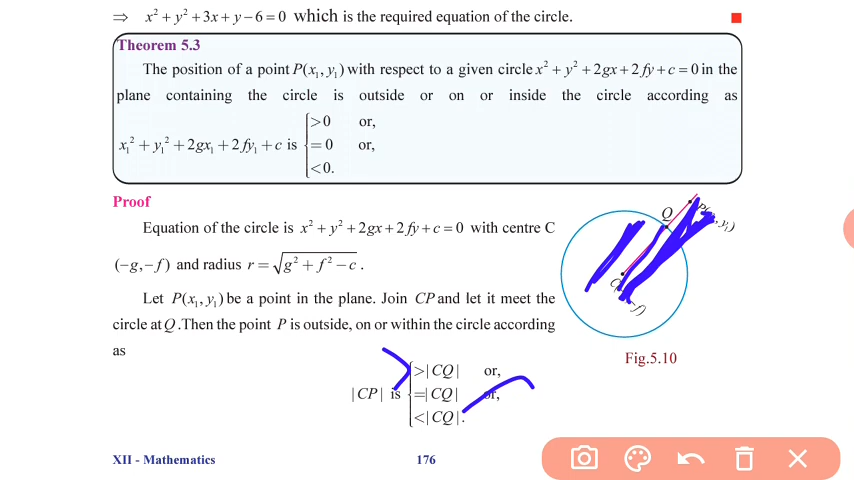 ⇒ x² + y² + 3x + y − 6 = 0 which is the required equation of the circle.
Theorem 5.3
The position of a point P(x₁, y₁) with respect to a given circle x² + y² + 2gx + 2fy + c = 0 in the
plane containing the circle is outside or on or inside the circle according as
x₁² + y₁² + 2gx₁ + 2fy₁ + c is { > 0 or,
= 0 or,
< 0.
Proof
Equation of the circle is x² + y² + 2gx + 2fy + c = 0 with centre C
(−g, −f) and radius r = √(g² + f² − c) .
Let P(x₁, y₁) be a point in the plane. Join CP and let it meet the
circle at Q .Then the point P is outside, on or within the circle according
as
|CP| is { >|CQ| or,
=|CQ| or,
<|CQ|.
Q
y₁)
Fig.5.10
XII - Mathematics 176